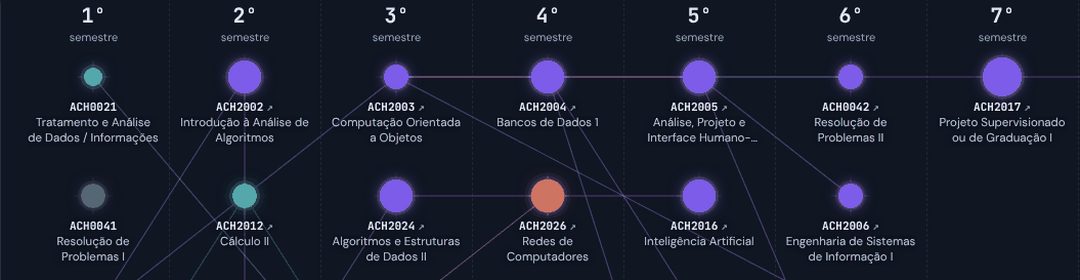 1° 2° 3° 4° 5° 6° 7°
semestre semestre semestre semestre semestre semestre semestre
ACH0021 ACH2002 ↗ ACH2003 ↗ ACH2004 ↗ ACH2005 ↗ ACH0042 ↗ ACH2017 ↗
Tratamento e Análise Introdução à Análise de Computação Orientada Bancos de Dados 1 Análise, Projeto e Resolução de Projeto Supervisionado
de Dados / Informações Algoritmos a Objetos Interface Humano-… Problemas II ou de Graduação I
ACH0041 ACH2012 ↗ ACH2024 ↗ ACH2026 ↗ ACH2016 ↗ ACH2006 ↗
Resolução de Cálculo II Algoritmos e Estruturas Redes de Inteligência Artificial Engenharia de Sistemas
Problemas I de Dados II Computadores de Informação I